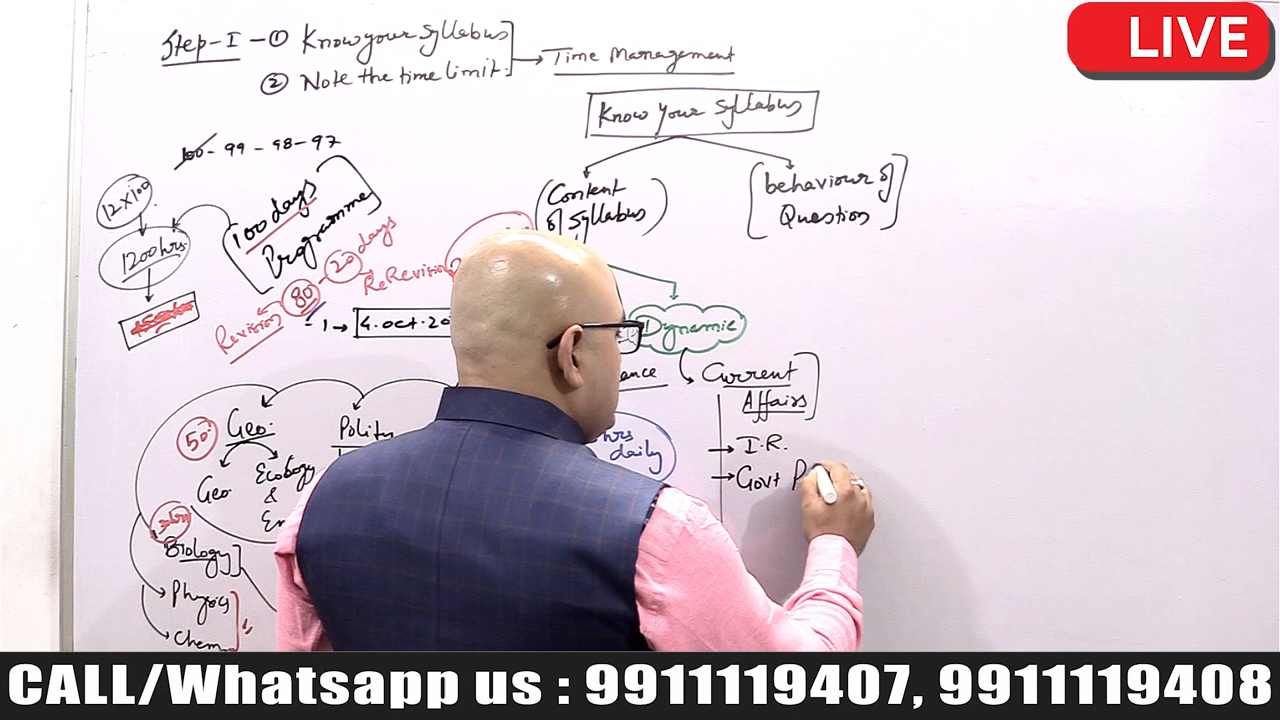 LIVE
Step-I - ① Know your Syllabus
② Note the time limit.
→ Time Management
Know Your Syllabus
Content of Syllabus
behaviour of Question
100 - 99 - 98 - 97
12x100
1200hrs
100 days Programme
20 days
80
Revision
ReRevision
- 1 → 4.Oct.20
Dynamic
Current Affairs
→ I.R.
→ Govt P
hrs daily
50
Geo.
Polity
Geo
Ecology
&
Biology
→ Physics
→ Chem
CALL/Whatsapp us : 9911119407, 9911119408